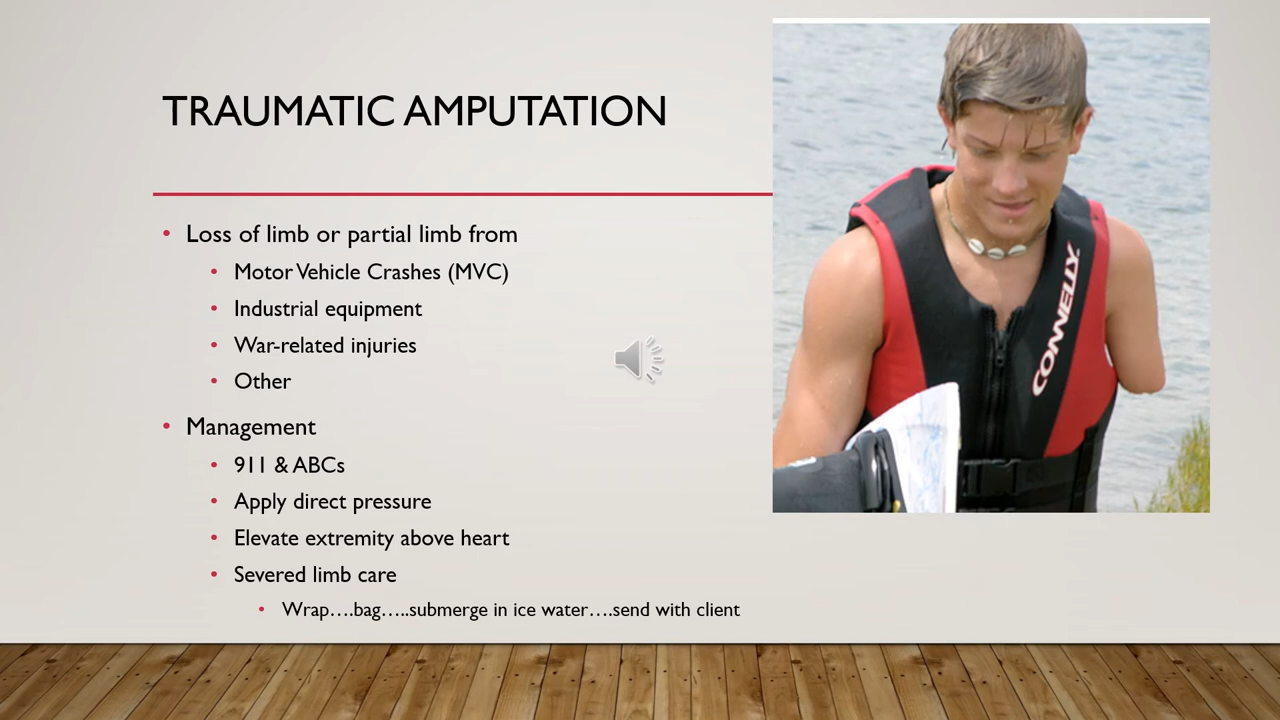 TRAUMATIC AMPUTATION
• Loss of limb or partial limb from
• Motor Vehicle Crashes (MVC)
• Industrial equipment
• War-related injuries
• Other
• Management
• 911 & ABCs
• Apply direct pressure
• Elevate extremity above heart
• Severed limb care
• Wrap….bag…..submerge in ice water….send with client
CONNELLY